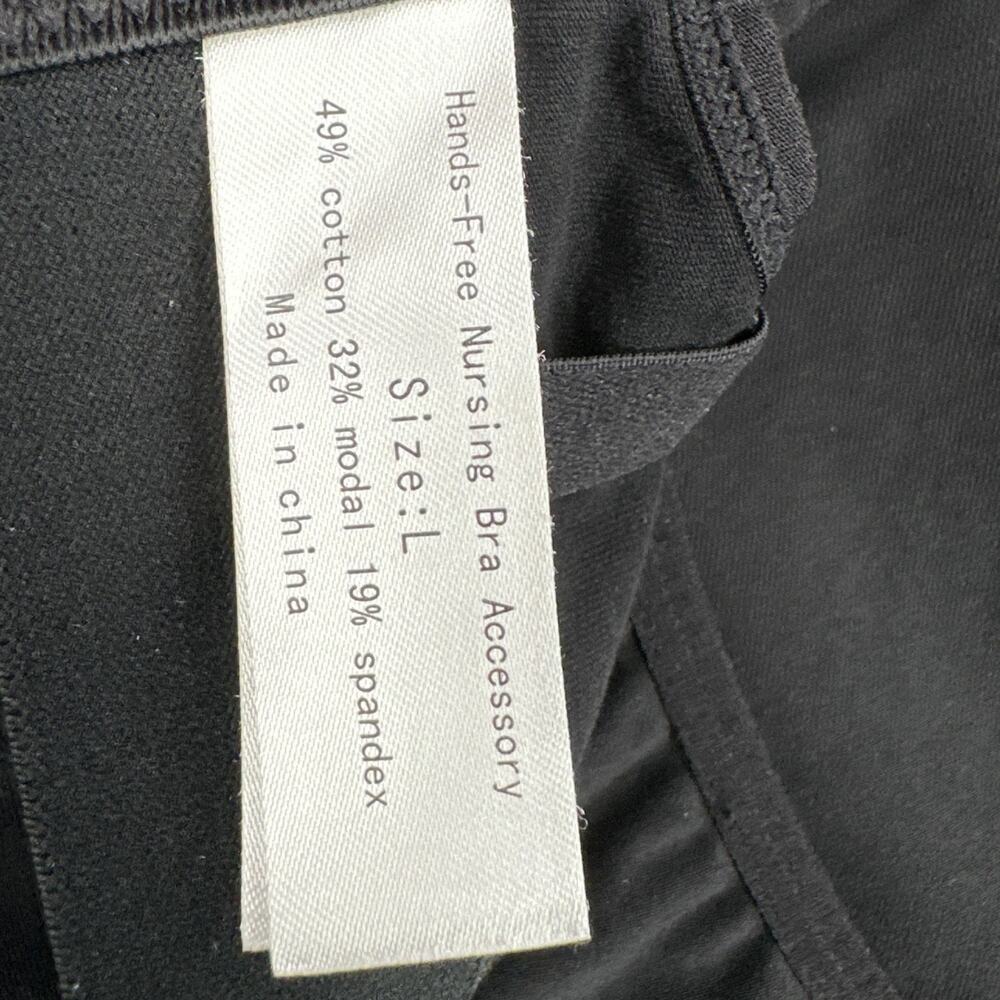 Hands-Free Nursing Bra Accessory
Size:L
49% cotton 32% modal 19% spandex
Made in china